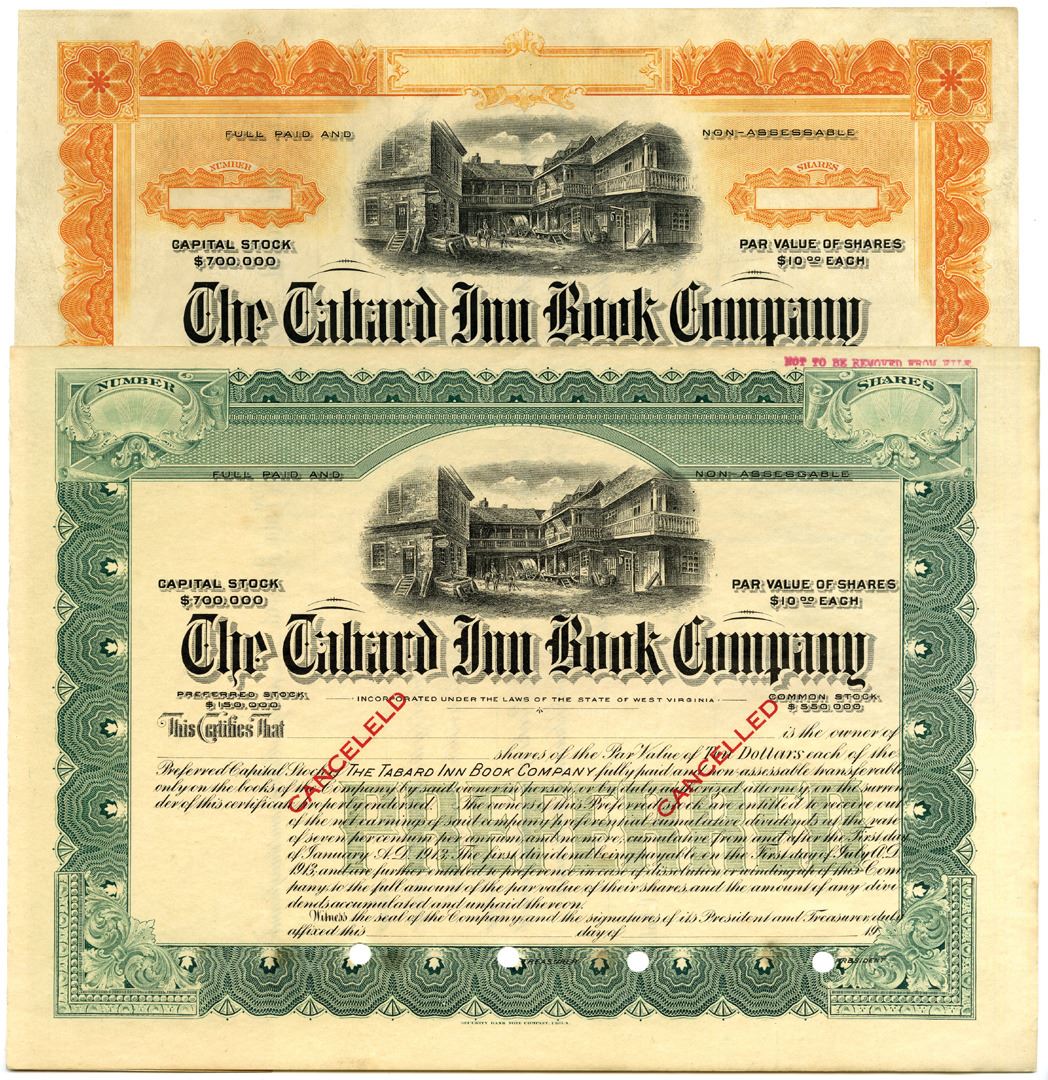 FULL PAID AND
NON-ASSESSABLE
NUMBER
SHARES
CAPITAL STOCK
$700.000
PAR VALUE OF SHARES
$10.00 EACH
The Tabard Inn Book Company
NOT TO BE REMOVED FROM FILE
NUMBER
SHARES
FULL PAID AND
NON-ASSESSABLE
CAPITAL STOCK
$700.000
PAR VALUE OF SHARES
$10.00 EACH
The Tabard Inn Book Company
PREFERRED STOCK
$150.000
INCORPORATED UNDER THE LAWS OF THE STATE OF WEST VIRGINIA
COMMON STOCK
$550.000
This Certifies That is the owner of
shares of the Par Value of Ten Dollars each of the
Preferred Capital Stock of THE TABARD INN BOOK COMPANY fully paid and non-assessable transferable
only on the books of the Company by said owner in person, or by duly authorized attorney on the surren
der of this certificate properly endorsed. The owners of this Preferred stock are entitled to receive out
of the net earnings of said company preferential cumulative dividends at the rate
of seven per centum per annum, and no more, cumulative from and after the First day
of January A.D. 1913. The first dividend being payable on the First day of July A.D.
1913, and are further entitled to preference in case of dissolution or winding up of this Com
pany, to the full amount of the par value of their shares, and the amount of any divi
dends accumulated and unpaid thereon.
Witness the seal of the Company and the signatures of its President and Treasurer, duly
affixed this day of 19
CANCELELD
CANCELLED
TREASURER
PRESIDENT
SECURITY BANK NOTE COMPANY,